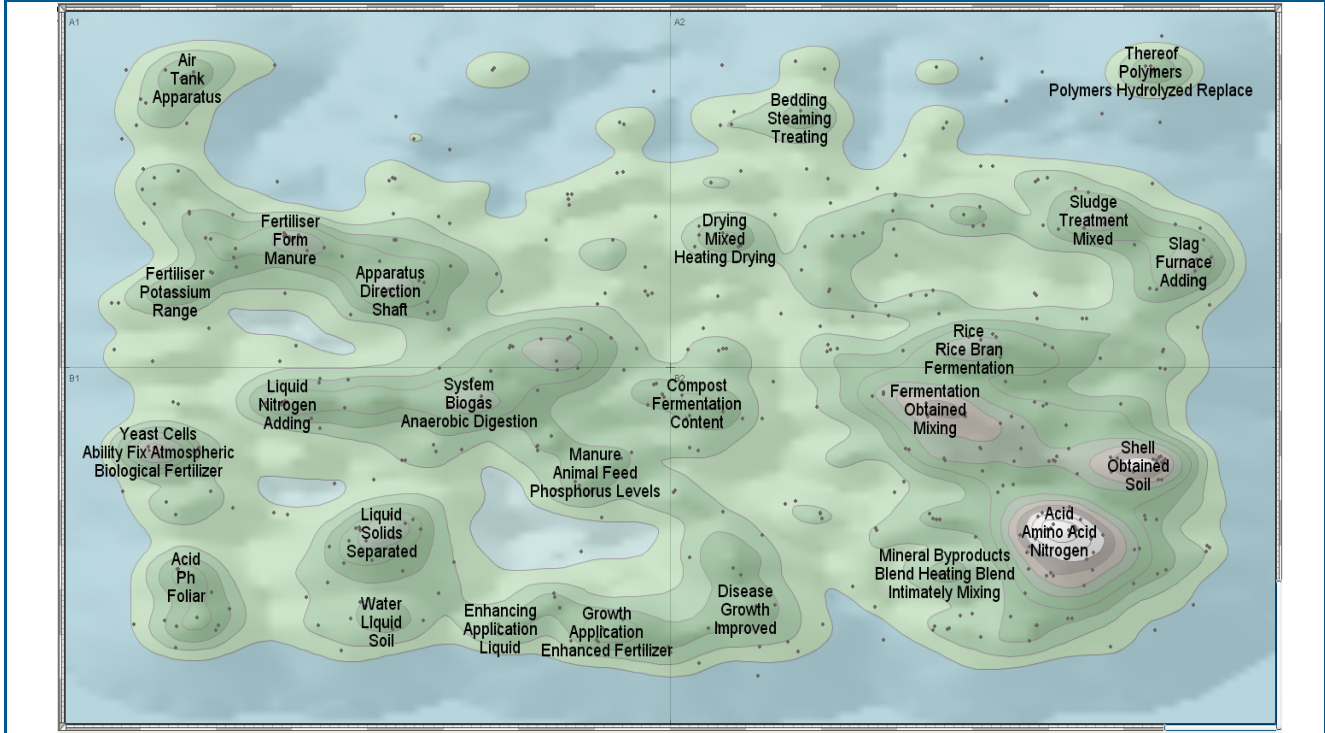 A1
A2
Air
Tank
Apparatus
Thereof
Polymers
Polymers Hydrolyzed Replace
Bedding
Steaming
Treating
Fertiliser
Form
Manure
Drying
Mixed
Heating Drying
Sludge
Treatment
Mixed
Slag
Furnace
Adding
Fertiliser
Potassium
Range
Apparatus
Direction
Shaft
Rice
Rice Bran
Fermentation
B1
B2
Liquid
Nitrogen
Adding
System
Biogas
Anaerobic Digestion
Compost
Fermentation
Content
Fermentation
Obtained
Mixing
Yeast Cells
Ability Fix Atmospheric
Biological Fertilizer
Manure
Animal Feed
Phosphorus Levels
Shell
Obtained
Soil
Liquid
Solids
Separated
Acid
Amino Acid
Nitrogen
Acid
Ph
Foliar
Mineral Byproducts
Blend Heating Blend
Intimately Mixing
Water
LIquid
Soil
Enhancing
Application
Liquid
Growth
Application
Enhanced Fertilizer
Disease
Growth
Improved